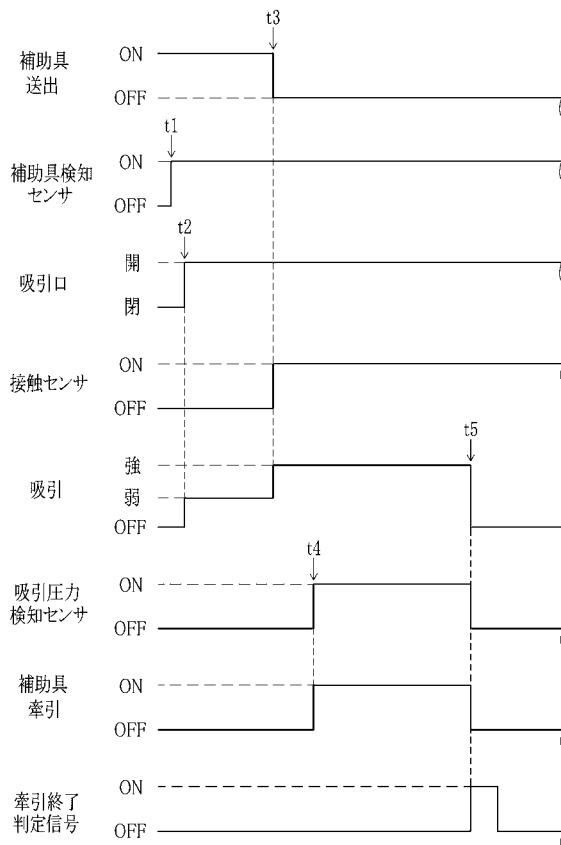 t3
補助具
送出
ON
OFF
t1
補助具検知
センサ
ON
OFF
t2
吸引口
開
閉
接触センサ
ON
OFF
t5
吸引
強
弱
OFF
t4
吸引圧力
検知センサ
ON
OFF
補助具
牽引
ON
OFF
牽引終了
判定信号
ON
OFF